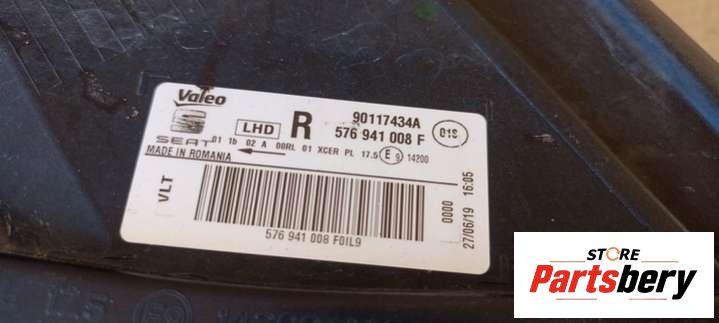 Valeo
SEAT
LHD R
90117434A
576 941 008 F
01S
01 1b 02 A 00RL 01 XCER PL 17.5 E9 14200
MADE IN ROMANIA
VLT
576 941 008 F0IL9
0000
27/06/19 16:05
STORE
Partsbery